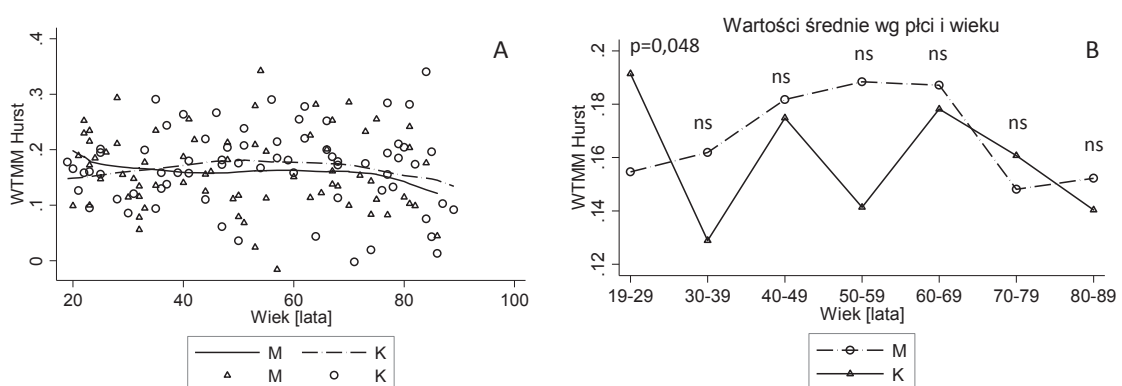 A
WTMM Hurst
.4
.3
.2
.1
0
20 40 60 80 100
Wiek [lata]
M K
M K
Wartości średnie wg płci i wieku
B
p=0,048
ns ns ns ns ns ns
WTMM Hurst
.2
.18
.16
.14
.12
19-29 30-39 40-49 50-59 60-69 70-79 80-89
Wiek [lata]
M
K